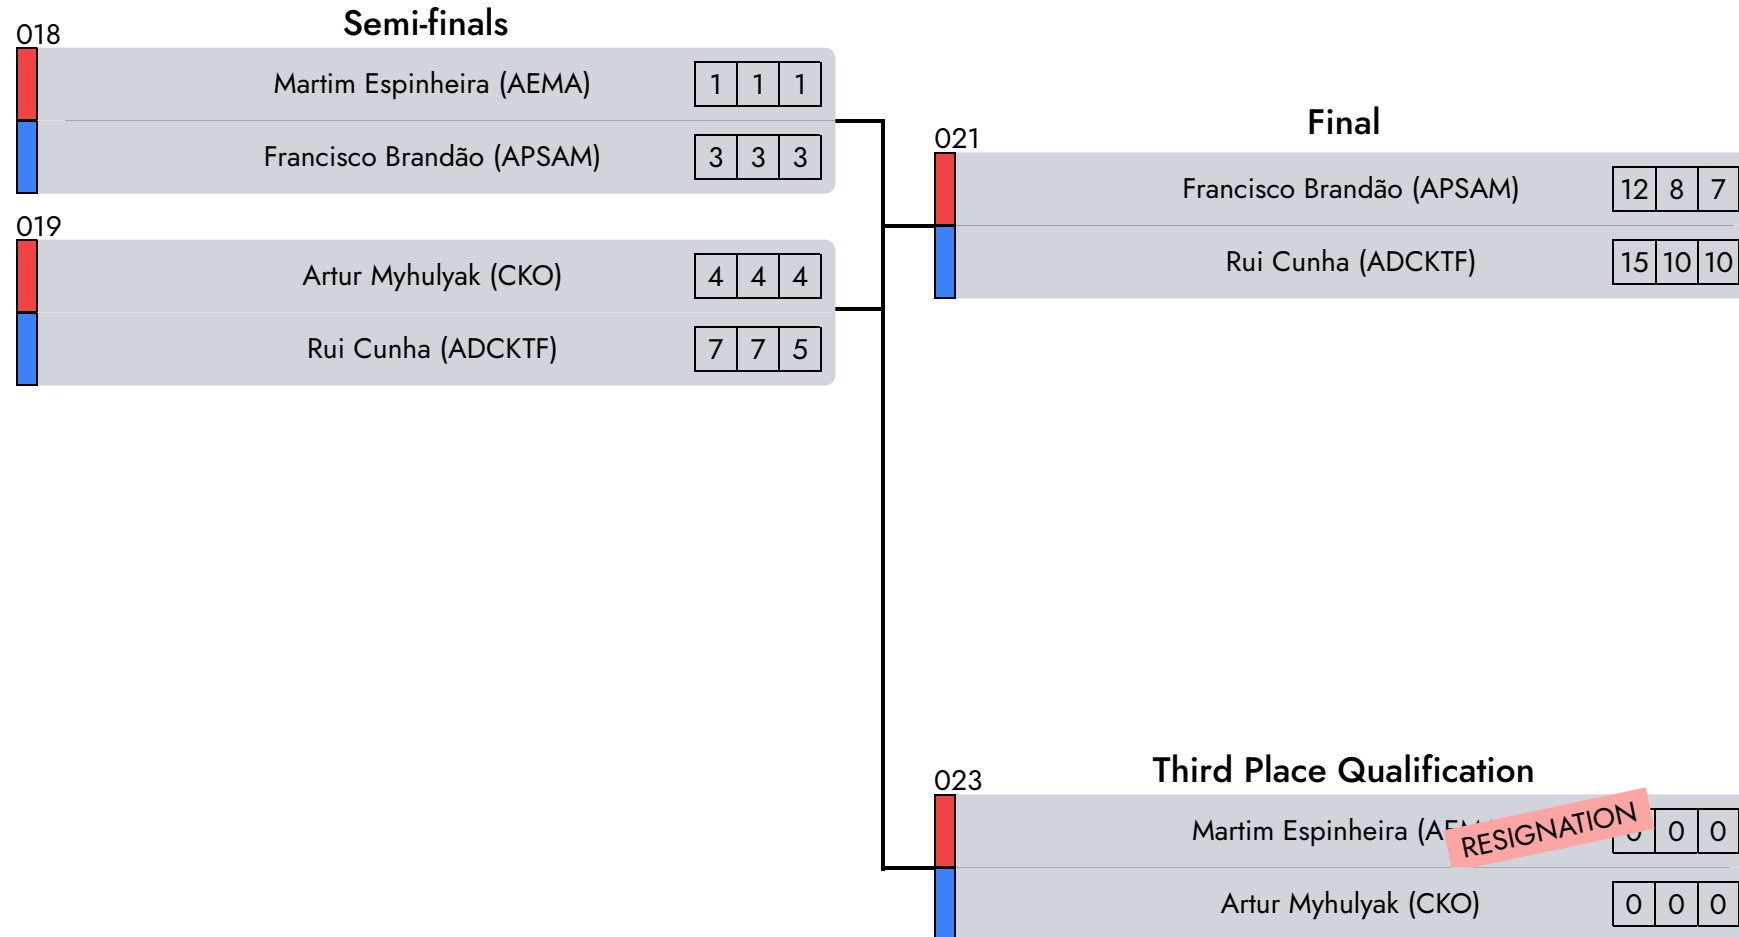 Semi-finals
018
Martim Espinheira (AEMA) 1 1 1
Francisco Brandão (APSAM) 3 3 3
019
Artur Myhulyak (CKO) 4 4 4
Rui Cunha (ADCKTF) 7 7 5
Final
021
Francisco Brandão (APSAM) 12 8 7
Rui Cunha (ADCKTF) 15 10 10
Third Place Qualification
023
Martim Espinheira 0 0
RESIGNATION
Artur Myhulyak (CKO) 0 0 0